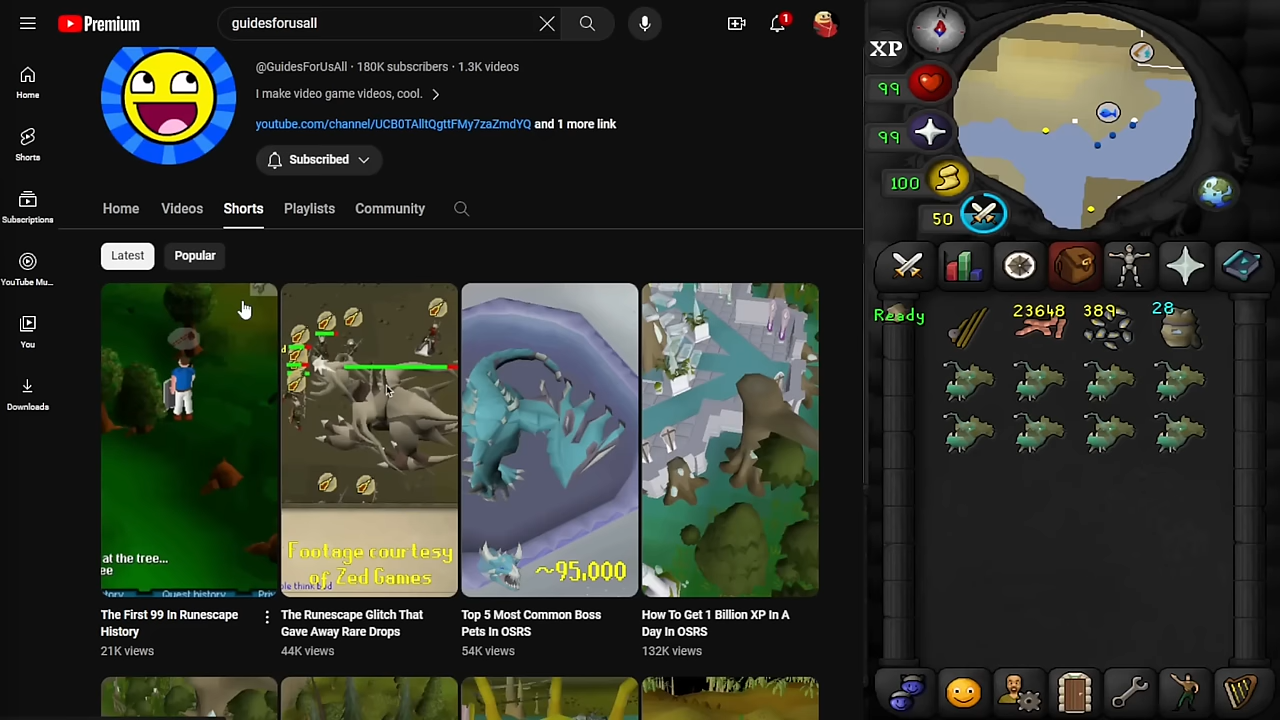 Premium
guidesforusall
1
Home
Shorts
Subscriptions
YouTube Mu...
You
Downloads
@GuidesForUsAll · 180K subscribers · 1.3K videos
I make video game videos, cool.
youtube.com/channel/UCB0TAlltQgttFMy7zaZmdYQ and 1 more link
Subscribed
Home
Videos
Shorts
Playlists
Community
Latest
Popular
at the tree...
ee
Quest history
Footage courtesy
of Zed Games
~95,000
The First 99 In Runescape
History
21K views
The Runescape Glitch That
Gave Away Rare Drops
44K views
Top 5 Most Common Boss
Pets In OSRS
54K views
How To Get 1 Billion XP In A
Day In OSRS
132K views
N
XP
99
99
100
50
Ready
23648
389
28